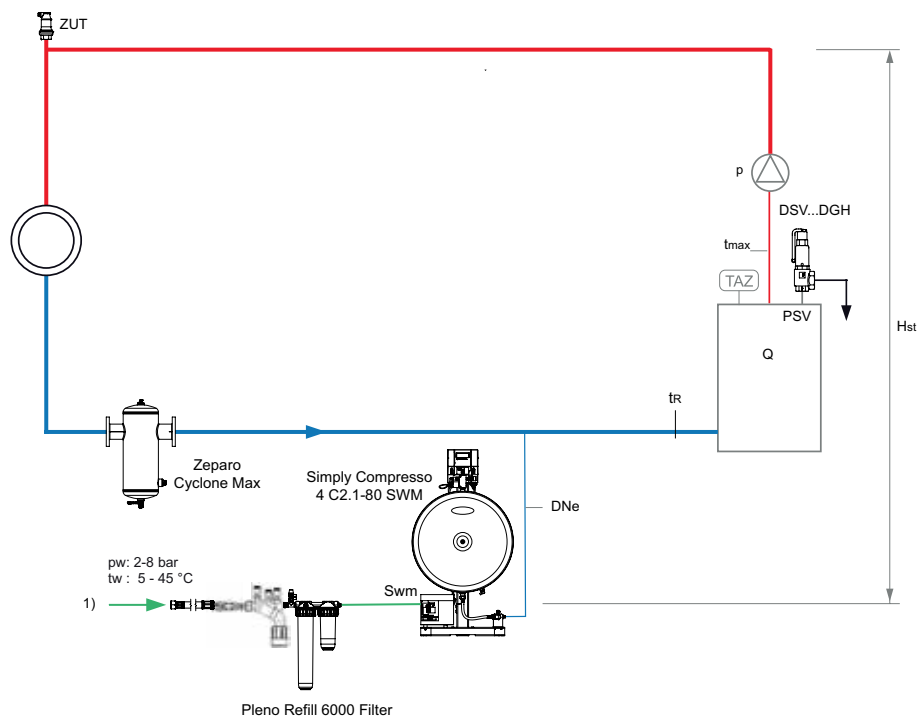 ZUT
p
DSV...DGH
tmax
TAZ
PSV
Hst
Q
tR
Zeparo
Cyclone Max
Simply Compresso
4 C2.1-80 SWM
DNe
pw: 2-8 bar
tw : 5 - 45 °C
Swm
1)
Pleno Refill 6000 Filter